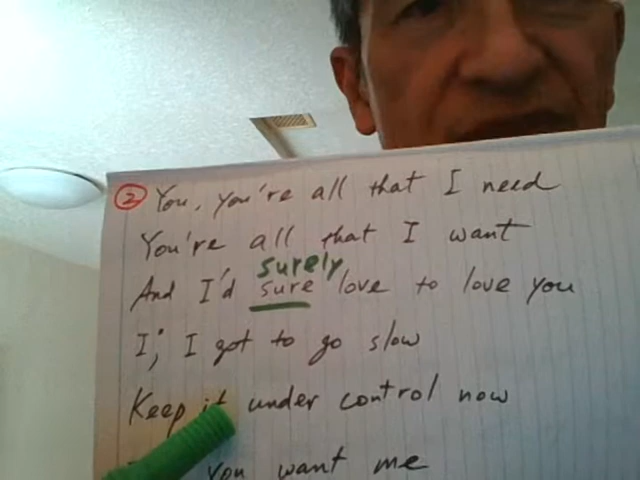 ② You, you're all that I need
You're all that I want
surely
And I'd sure love to love you
I, I got to go slow
Keep it under control now
you want me